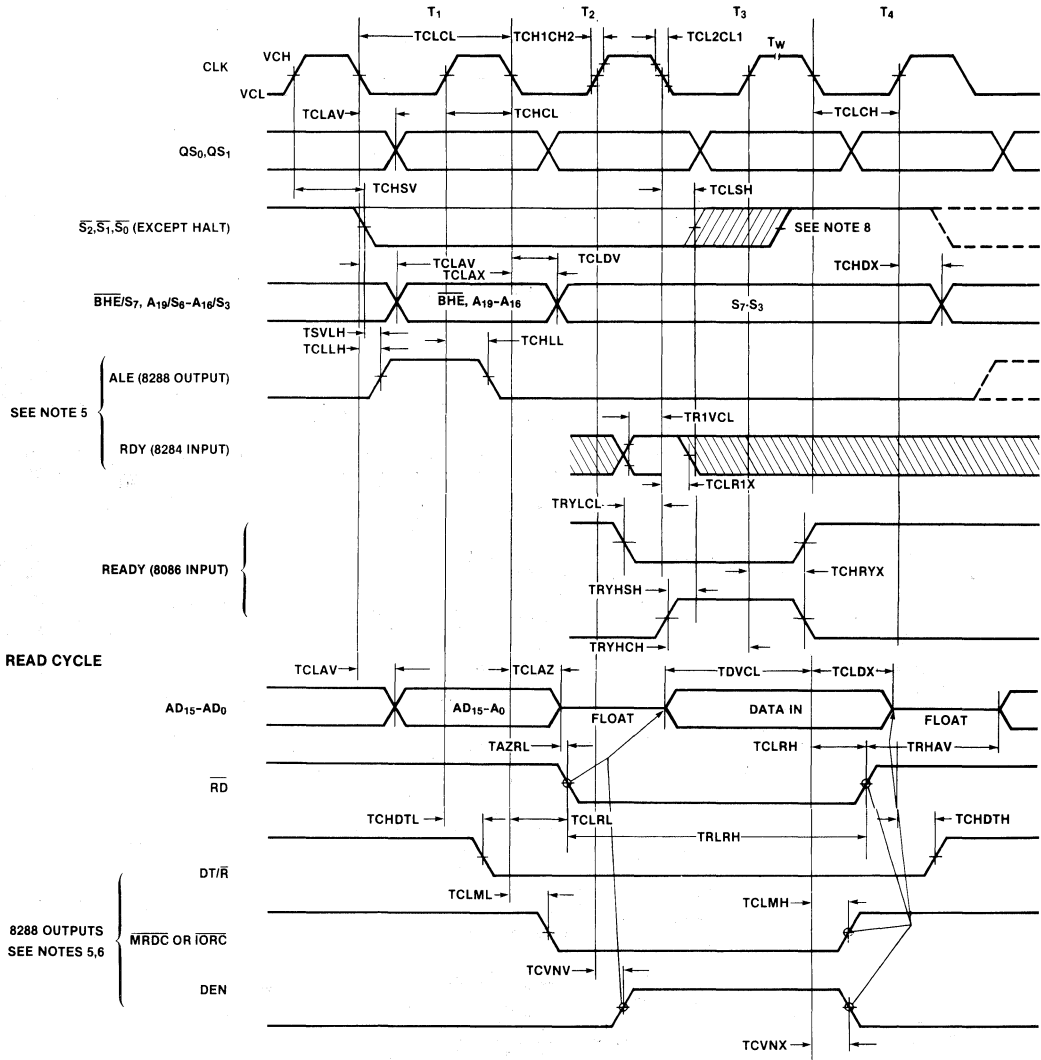 T1 T2 T3 T4
TCLCL TCH1CH2 TCL2CL1
TW
VCH
CLK
VCL
TCLAV TCHCL TCLCH
QS0,QS1
TCHSV TCLSH
S2,S1,S0 (EXCEPT HALT) SEE NOTE 8
TCLAV TCLDV
TCLAX TCHDX
BHE/S7, A19/S6-A16/S3 BHE, A19-A16 S7-S3
TSVLH
TCLLH TCHLL
ALE (8288 OUTPUT)
SEE NOTE 5
TR1VCL
RDY (8284 INPUT)
TCLR1X
TRYLCL
READY (8086 INPUT) TCHRYX
TRYHSH
TRYHCH
READ CYCLE
TCLAV TCLAZ TDVCL TCLDX
AD15-AD0 AD15-A0 FLOAT DATA IN FLOAT
TAZRL TCLRH TRHAV
RD
TCHDTL TCLRL TRLRH TCHDTH
DT/R
TCLML TCLMH
8288 OUTPUTS
SEE NOTES 5,6
MRDC OR IORC
TCVNV
DEN
TCVNX